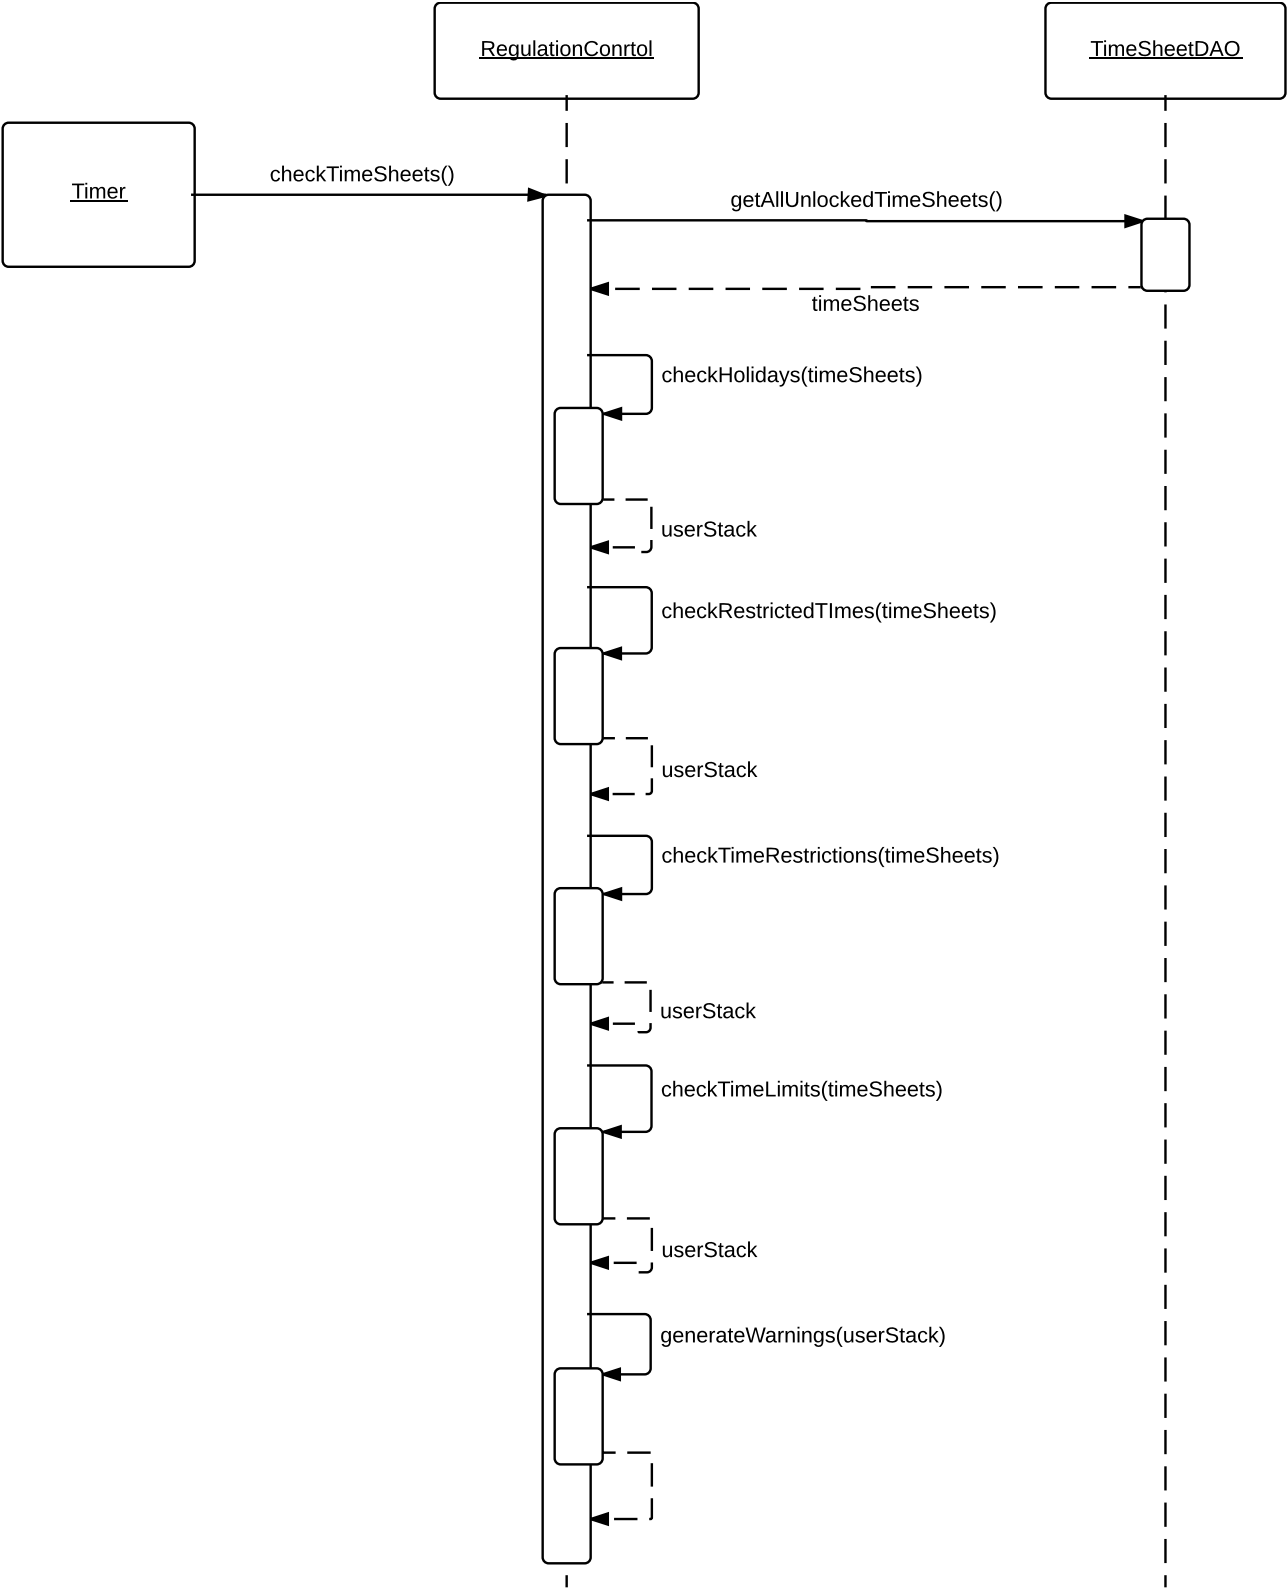 RegulationConrtol
TimeSheetDAO
Timer
checkTimeSheets()
getAllUnlockedTimeSheets()
timeSheets
checkHolidays(timeSheets)
userStack
checkRestrictedTImes(timeSheets)
userStack
checkTimeRestrictions(timeSheets)
userStack
checkTimeLimits(timeSheets)
userStack
generateWarnings(userStack)